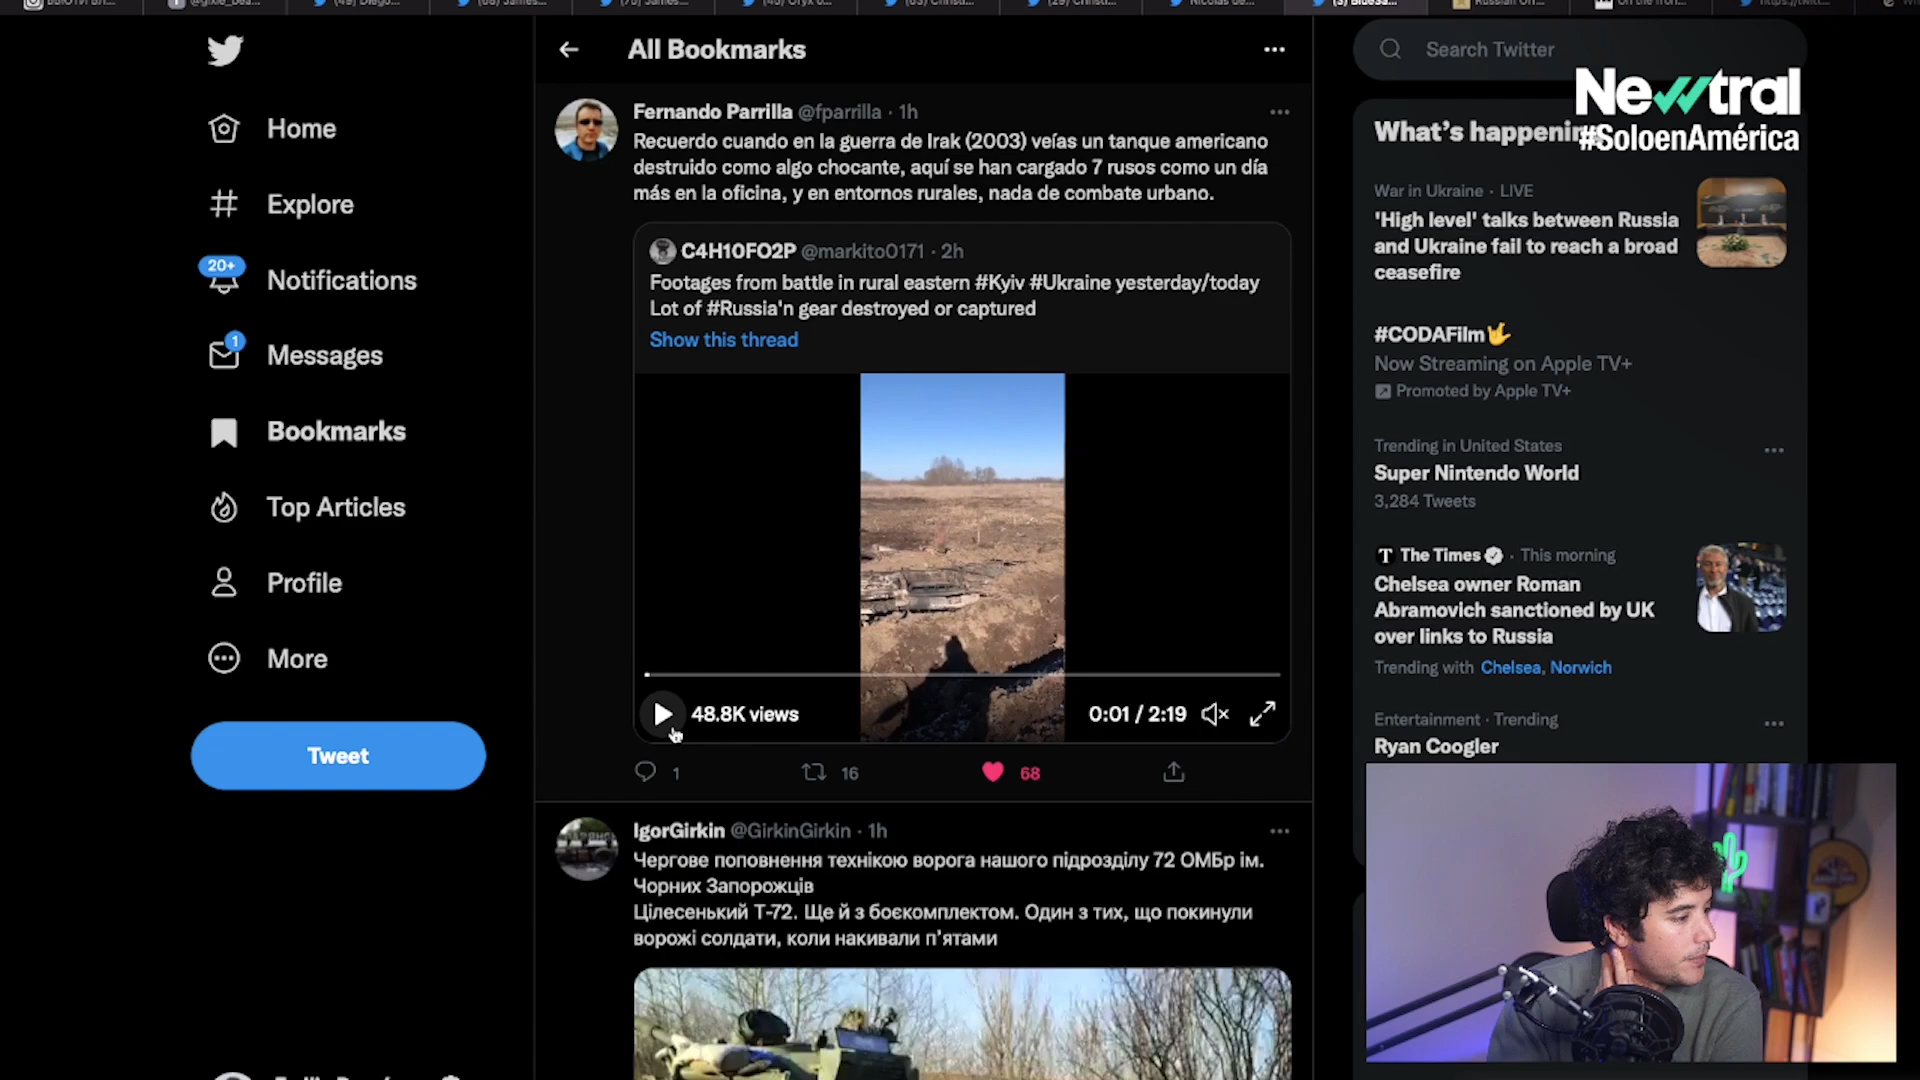 All Bookmarks
Search Twitter
Newtral
#SoloenAmérica
Home
Explore
20+
Notifications
1
Messages
Bookmarks
Top Articles
Profile
More
Tweet
Fernando Parrilla @fparrilla · 1h
Recuerdo cuando en la guerra de Irak (2003) veías un tanque americano
destruido como algo chocante, aquí se han cargado 7 rusos como un día
más en la oficina, y en entornos rurales, nada de combate urbano.
C4H10FO2P @markito0171 · 2h
Footages from battle in rural eastern #Kyiv #Ukraine yesterday/today
Lot of #Russia'n gear destroyed or captured
Show this thread
48.8K views
0:01 / 2:19
1
16
68
IgorGirkin @GirkinGirkin · 1h
Чергове поповнення технікою ворога нашого підрозділу 72 ОМБр ім.
Чорних Запорожців
Цілесенький Т-72. Ще й з боєкомплектом. Один з тих, що покинули
ворожі солдати, коли накивали п'ятами
What's happening
War in Ukraine · LIVE
'High level' talks between Russia
and Ukraine fail to reach a broad
ceasefire
#CODAFilm🤟
Now Streaming on Apple TV+
Promoted by Apple TV+
Trending in United States
Super Nintendo World
3,284 Tweets
The Times · This morning
Chelsea owner Roman
Abramovich sanctioned by UK
over links to Russia
Trending with Chelsea, Norwich
Entertainment · Trending
Ryan Coogler